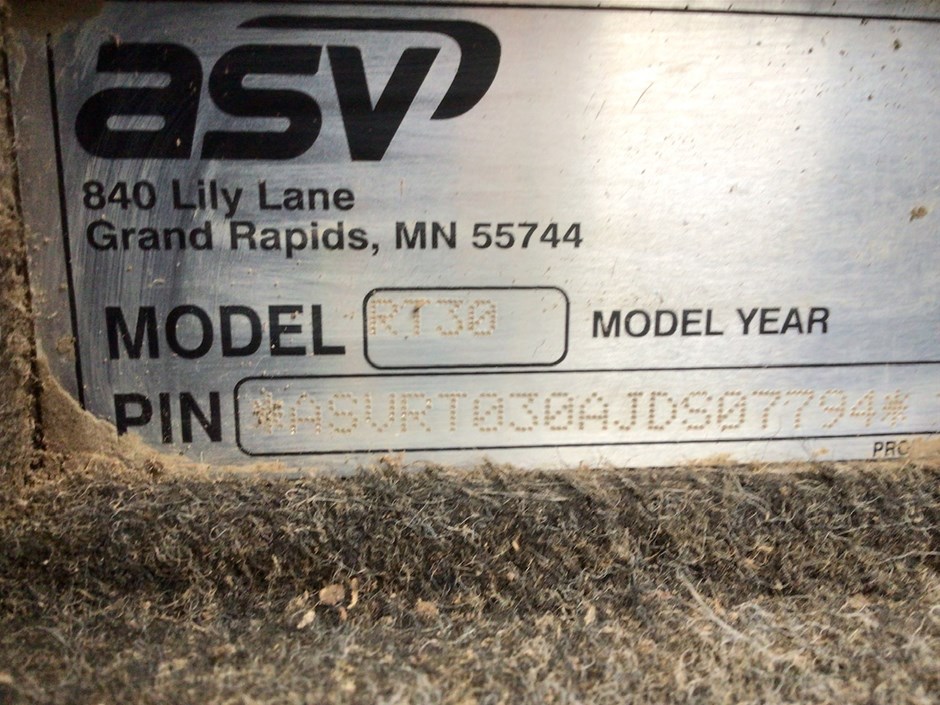 asv
840 Lily Lane
Grand Rapids, MN 55744
MODEL RT30 MODEL YEAR
PIN *ASVRT030AJDS07794*